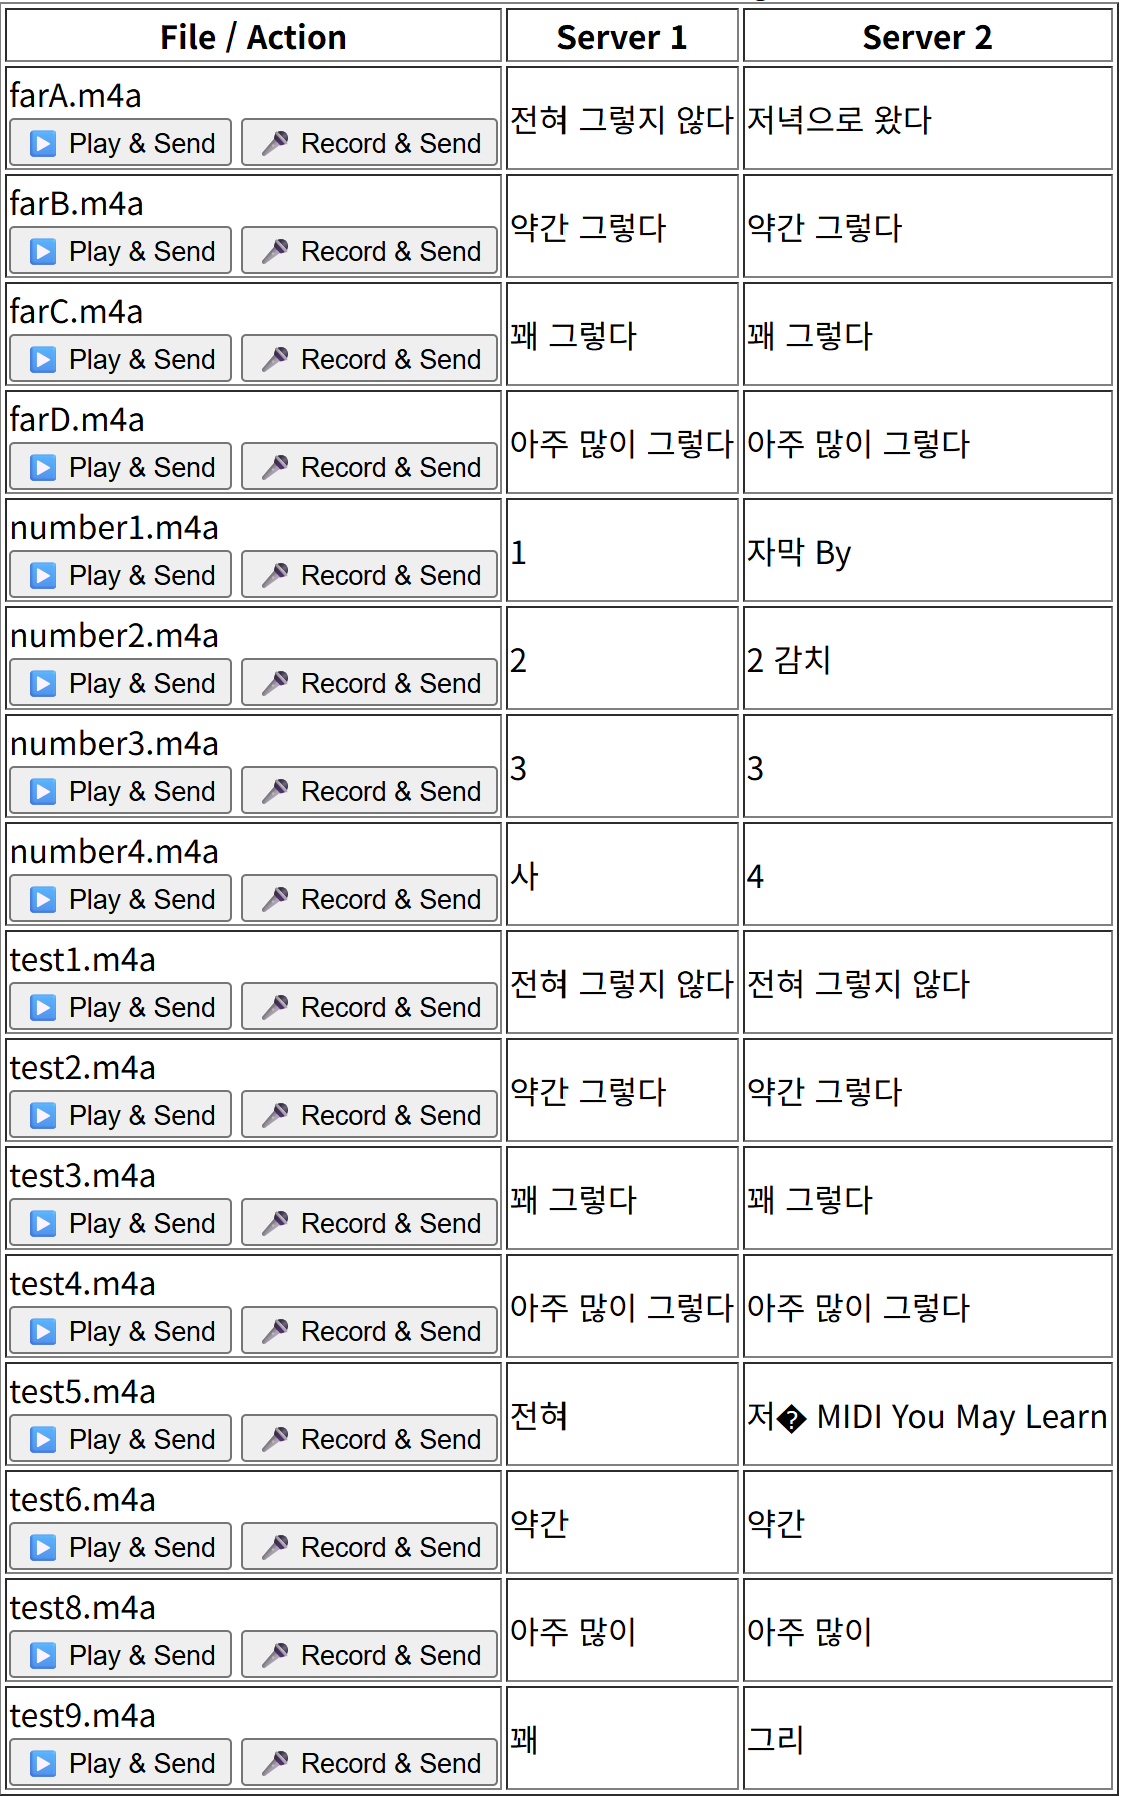 File / Action Server 1 Server 2
farA.m4a
▶️ Play & Send 🎤 Record & Send
전혀 그렇지 않다 저녁으로 왔다
farB.m4a
▶️ Play & Send 🎤 Record & Send
약간 그렇다 약간 그렇다
farC.m4a
▶️ Play & Send 🎤 Record & Send
꽤 그렇다 꽤 그렇다
farD.m4a
▶️ Play & Send 🎤 Record & Send
아주 많이 그렇다 아주 많이 그렇다
number1.m4a
▶️ Play & Send 🎤 Record & Send
1 자막 By
number2.m4a
▶️ Play & Send 🎤 Record & Send
2 2 감치
number3.m4a
▶️ Play & Send 🎤 Record & Send
3 3
number4.m4a
▶️ Play & Send 🎤 Record & Send
사 4
test1.m4a
▶️ Play & Send 🎤 Record & Send
전혀 그렇지 않다 전혀 그렇지 않다
test2.m4a
▶️ Play & Send 🎤 Record & Send
약간 그렇다 약간 그렇다
test3.m4a
▶️ Play & Send 🎤 Record & Send
꽤 그렇다 꽤 그렇다
test4.m4a
▶️ Play & Send 🎤 Record & Send
아주 많이 그렇다 아주 많이 그렇다
test5.m4a
▶️ Play & Send 🎤 Record & Send
전혀 저� MIDI You May Learn
test6.m4a
▶️ Play & Send 🎤 Record & Send
약간 약간
test8.m4a
▶️ Play & Send 🎤 Record & Send
아주 많이 아주 많이
test9.m4a
▶️ Play & Send 🎤 Record & Send
꽤 그리